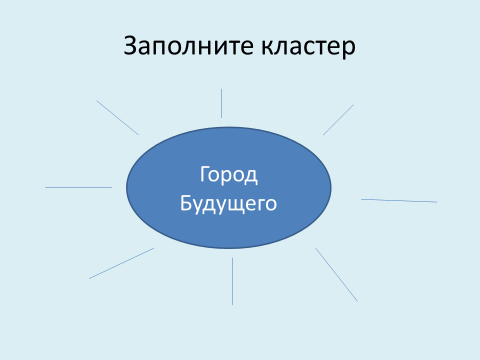 Заполните кластер
Город
Будущего